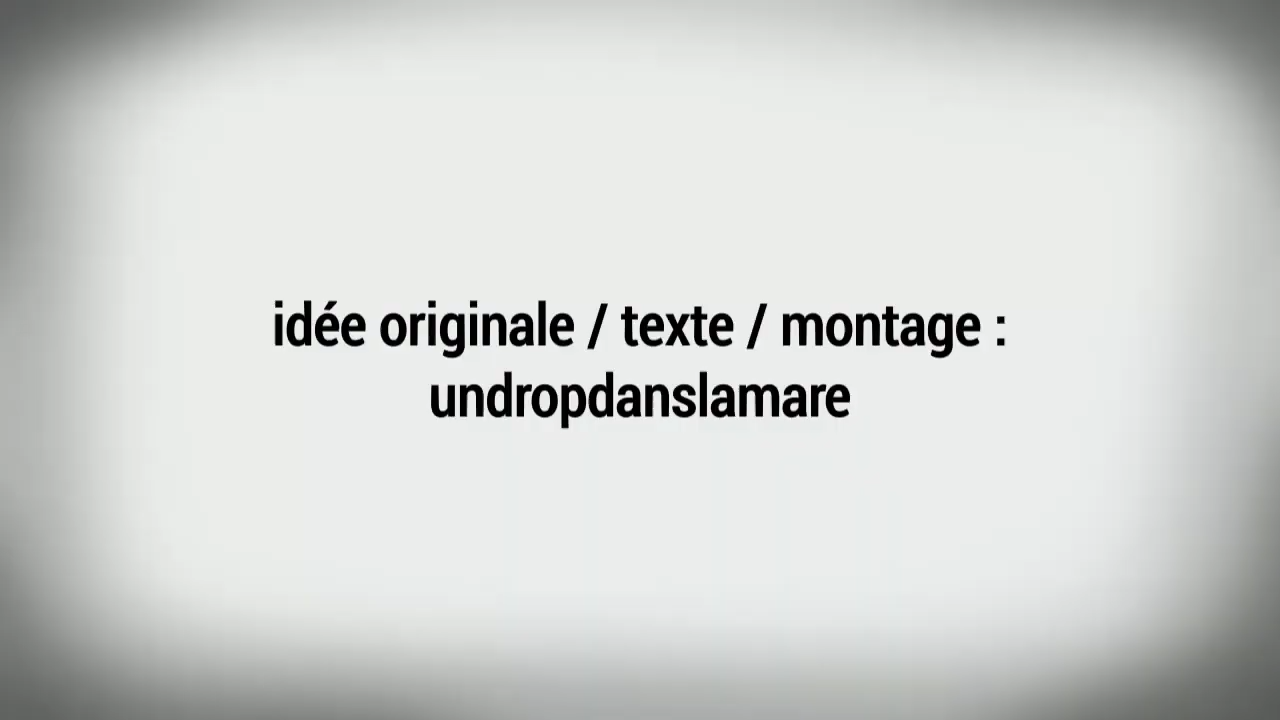 idée originale / texte / montage :
undropdanslamare